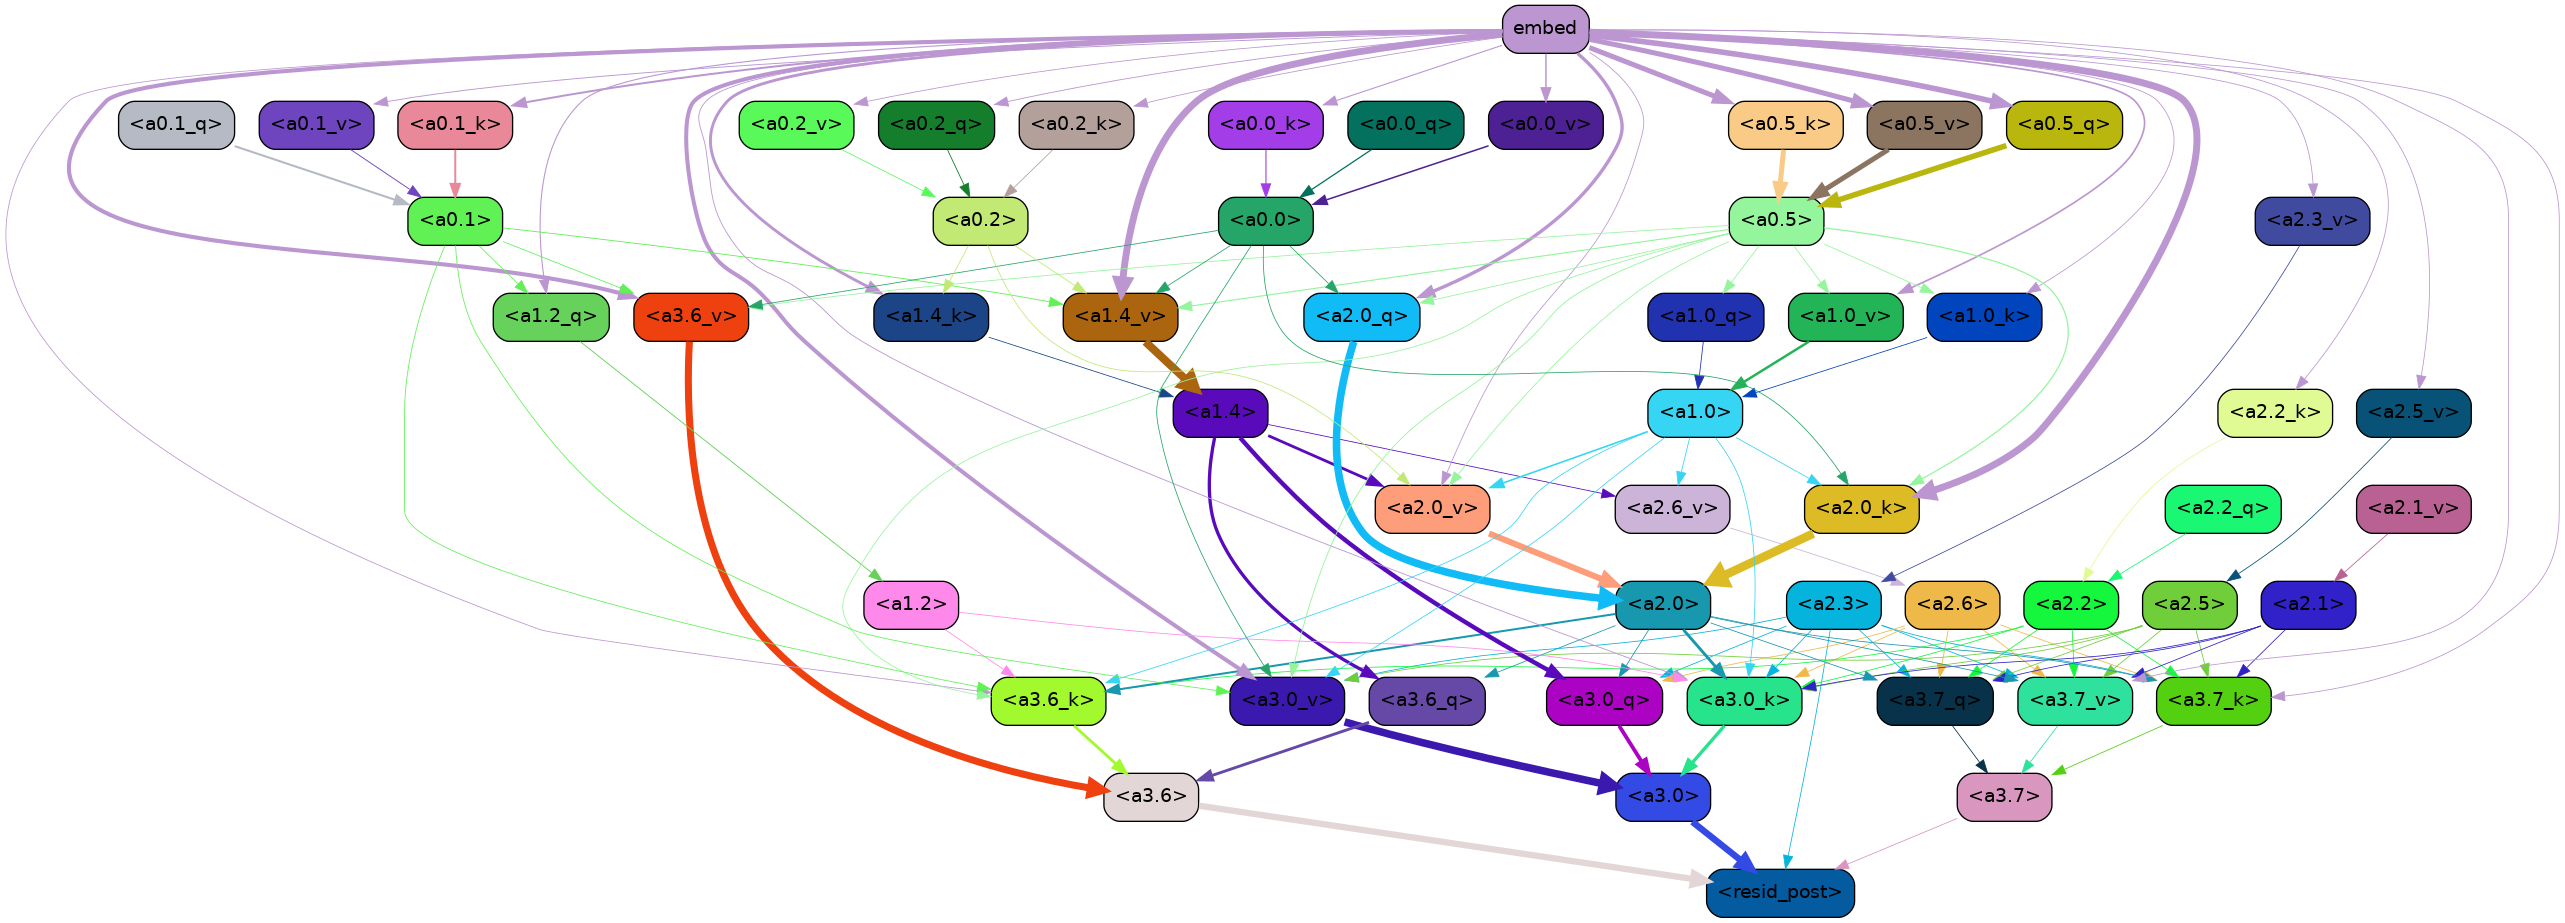 embed
<a0.1_q>
<a0.1_v>
<a0.1_k>
<a0.2_v>
<a0.2_q>
<a0.2_k>
<a0.0_k>
<a0.0_q>
<a0.0_v>
<a0.5_k>
<a0.5_v>
<a0.5_q>
<a0.1>
<a0.2>
<a0.0>
<a0.5>
<a2.3_v>
<a1.2_q>
<a3.6_v>
<a1.4_k>
<a1.4_v>
<a2.0_q>
<a1.0_q>
<a1.0_v>
<a1.0_k>
<a1.4>
<a1.0>
<a2.2_k>
<a2.5_v>
<a2.0_v>
<a2.6_v>
<a2.0_k>
<a2.2_q>
<a2.1_v>
<a1.2>
<a2.0>
<a2.3>
<a2.6>
<a2.2>
<a2.5>
<a2.1>
<a3.6_k>
<a3.0_v>
<a3.6_q>
<a3.0_q>
<a3.0_k>
<a3.7_q>
<a3.7_v>
<a3.7_k>
<a3.6>
<a3.0>
<a3.7>
<resid_post>